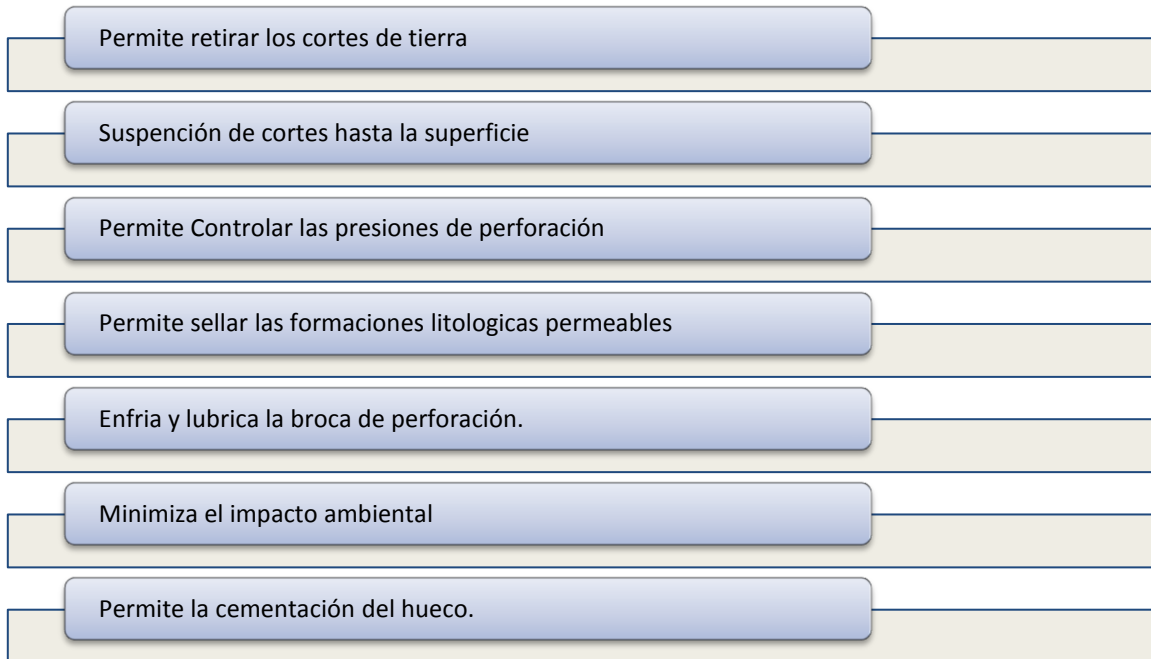 Permite retirar los cortes de tierra
Suspención de cortes hasta la superficie
Permite Controlar las presiones de perforación
Permite sellar las formaciones litologicas permeables
Enfria y lubrica la broca de perforación.
Minimiza el impacto ambiental
Permite la cementación del hueco.